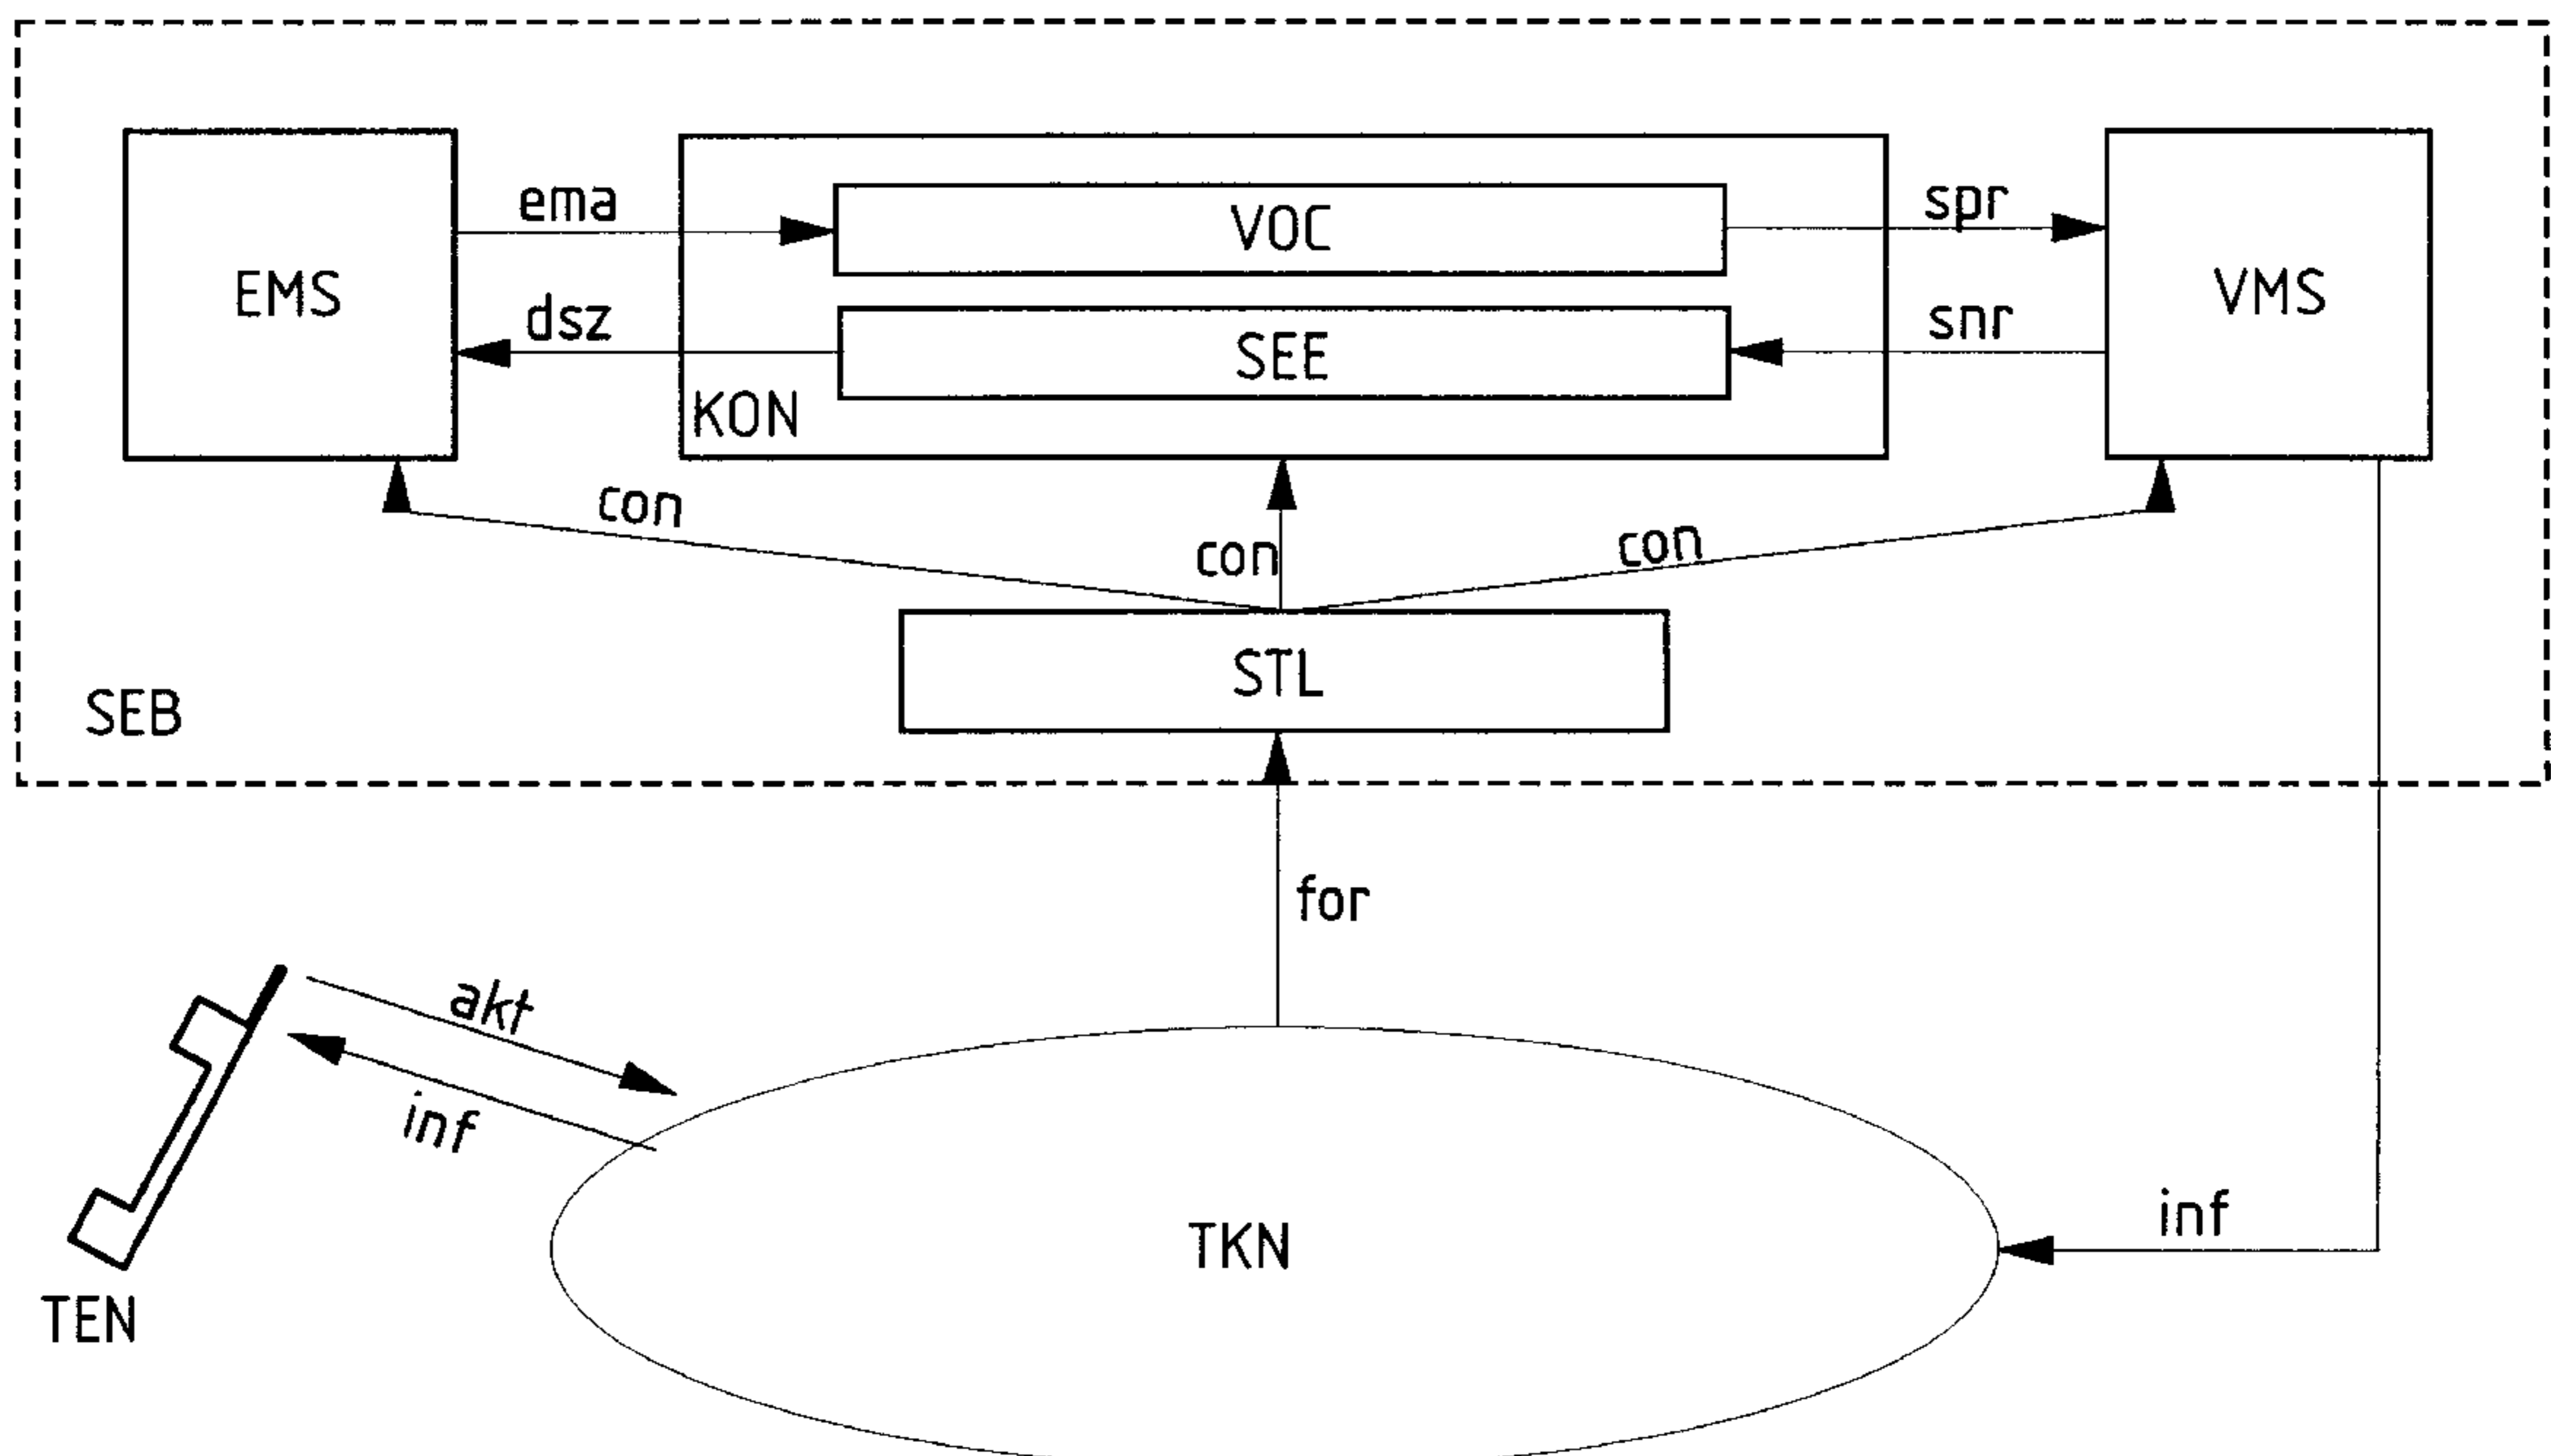 ema
VOC
spr
EMS
VMS
dsz
SEE
snr
KON
con
con
con
STL
SEB
for
akt
inf
TKN
inf
TEN